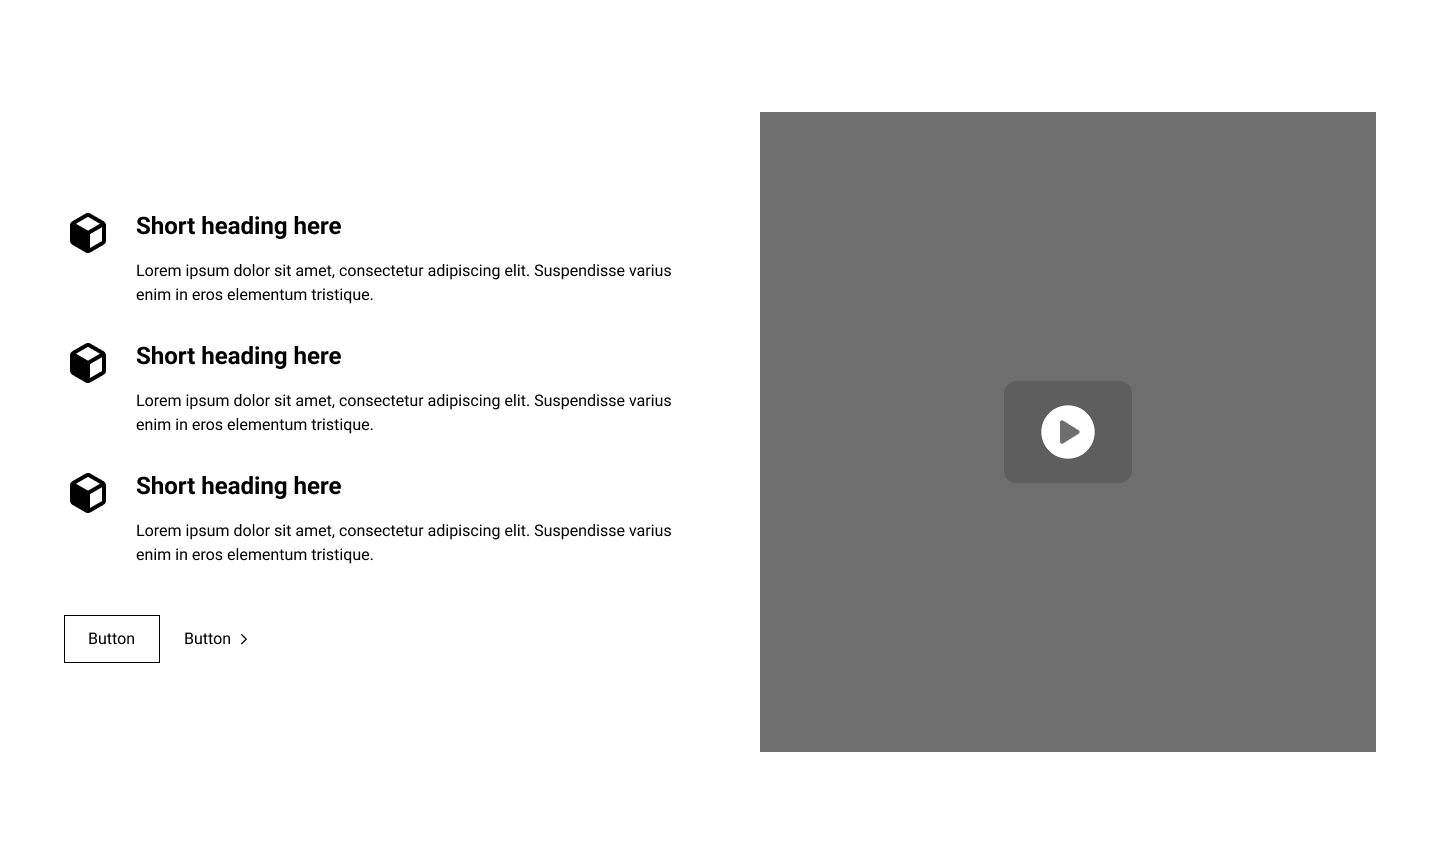 Short heading here
Lorem ipsum dolor sit amet, consectetur adipiscing elit. Suspendisse varius
enim in eros elementum tristique.
Short heading here
Lorem ipsum dolor sit amet, consectetur adipiscing elit. Suspendisse varius
enim in eros elementum tristique.
Short heading here
Lorem ipsum dolor sit amet, consectetur adipiscing elit. Suspendisse varius
enim in eros elementum tristique.
Button
Button